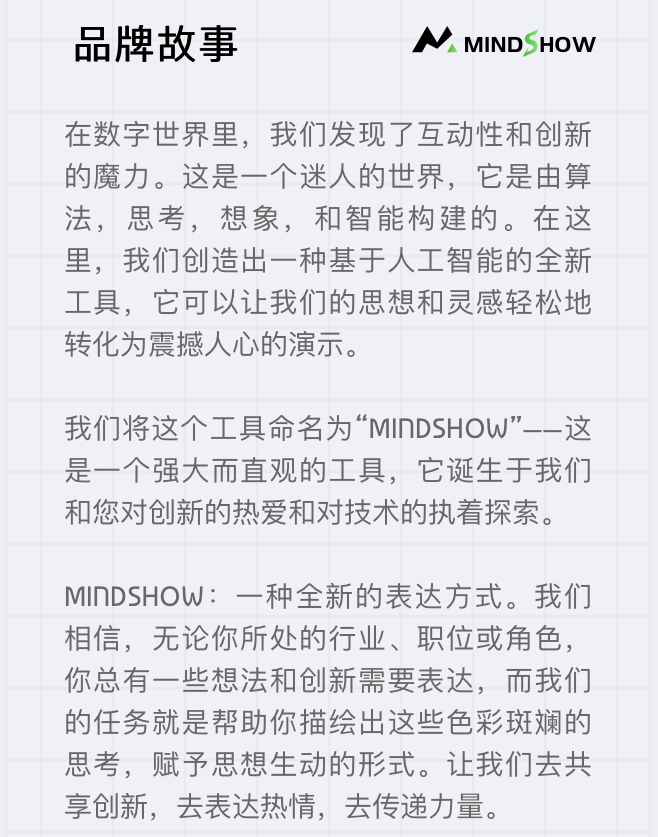 品牌故事
MINDSHOW
在数字世界里，我们发现了互动性和创新
的魔力。这是一个迷人的世界，它是由算
法，思考，想象，和智能构建的。在这
里，我们创造出一种基于人工智能的全新
工具，它可以让我们的思想和灵感轻松地
转化为震撼人心的演示。
我们将这个工具命名为“MINDSHOW”——这
是一个强大而直观的工具，它诞生于我们
和您对创新的热爱和对技术的执着探索。
MINDSHOW：一种全新的表达方式。我们
相信，无论你所处的行业、职位或角色，
你总有一些想法和创新需要表达，而我们
的任务就是帮助你描绘出这些色彩斑斓的
思考，赋予思想生动的形式。让我们去共
享创新，去表达热情，去传递力量。